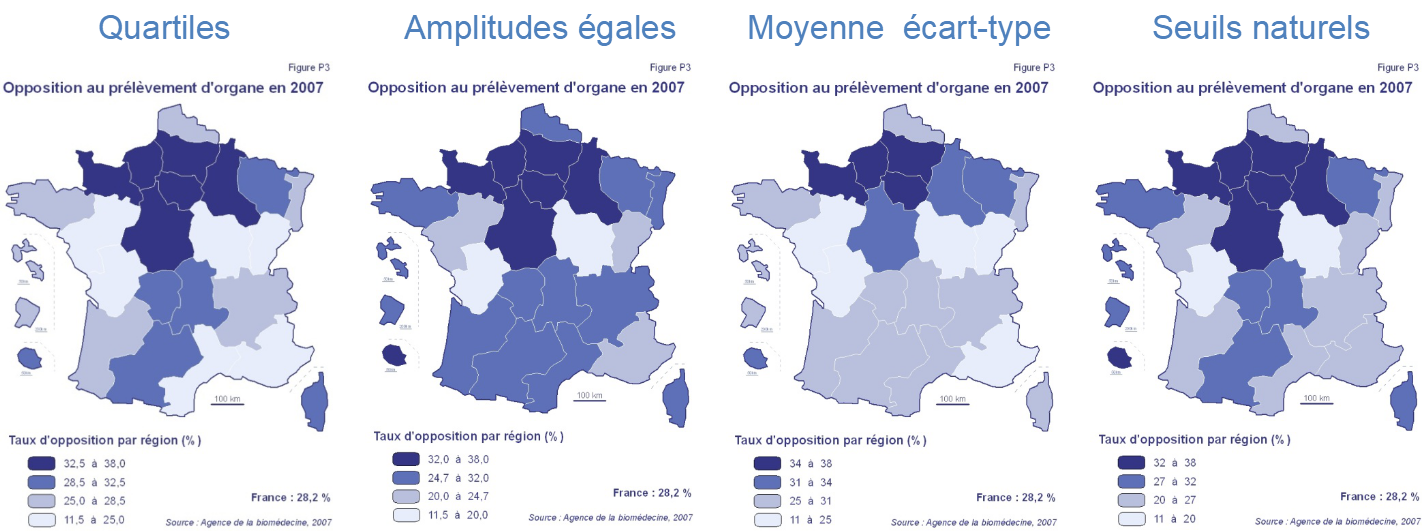 Quartiles
Amplitudes égales
Moyenne écart-type
Seuils naturels
Figure P3
Opposition au prélèvement d'organe en 2007
100 km
Taux d'opposition par région (%)
32,5 à 38,0
28,5 à 32,5
25,0 à 28,5
11,5 à 25,0
France : 28,2 %
Source : Agence de la biomédecine, 2007
Figure P3
Opposition au prélèvement d'organe en 2007
100 km
Taux d'opposition par région (%)
32,0 à 38,0
24,7 à 32,0
20,0 à 24,7
11,5 à 20,0
France : 28,2 %
Source : Agence de la biomédecine, 2007
Figure P3
Opposition au prélèvement d'organe en 2007
100 km
Taux d'opposition par région (%)
34 à 38
31 à 34
25 à 31
11 à 25
France : 28,2 %
Source : Agence de la biomédecine, 2007
Figure P3
Opposition au prélèvement d'organe en 2007
100 km
Taux d'opposition par région (%)
32 à 38
27 à 32
20 à 27
11 à 20
France : 28,2 %
Source : Agence de la biomédecine, 2007